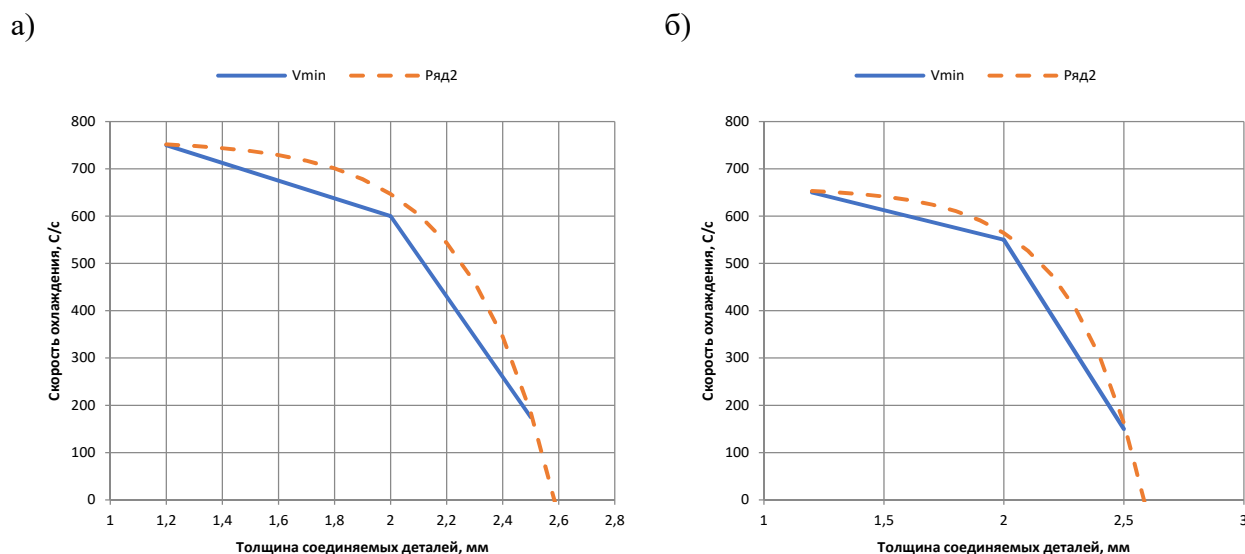 а)
б)
Vmin Ряд2
Vmin Ряд2
Скорость охлаждения, С/с
800
700
600
500
400
300
200
100
0
1 1,2 1,4 1,6 1,8 2 2,2 2,4 2,6 2,8
Толщина соединяемых деталей, мм
Скорость охлаждения, С/с
800
700
600
500
400
300
200
100
0
1 1,5 2 2,5 3
Толщина соединяемых деталей, мм